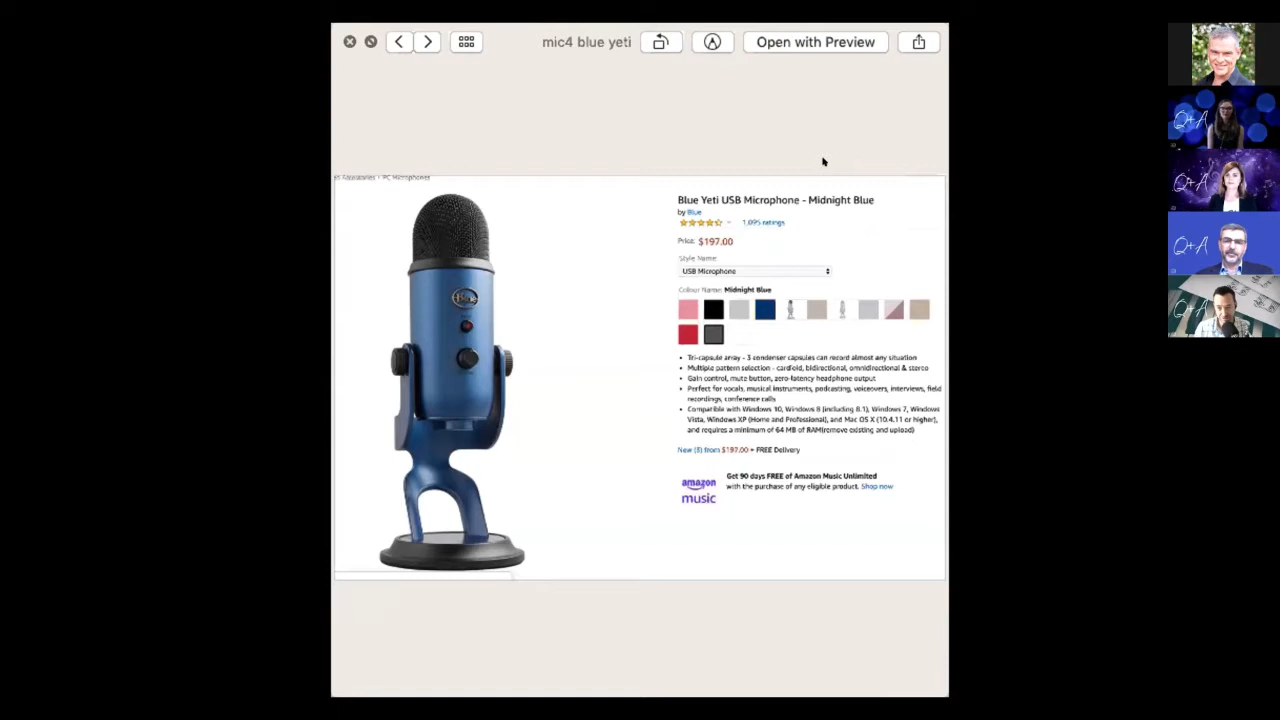 mic4 blue yeti
Open with Preview
Accessories › PC Microphones
Blue Yeti USB Microphone - Midnight Blue
by Blue
1,095 ratings
Price: $197.00
Style Name:
USB Microphone
Colour Name: Midnight Blue
• Tri-capsule array - 3 condenser capsules can record almost any situation
• Multiple pattern selection - cardioid, bidirectional, omnidirectional & stereo
• Gain control, mute button, zero-latency headphone output
• Perfect for vocals, musical instruments, podcasting, voiceovers, interviews, field
recordings, conference calls
• Compatible with Windows 10, Windows 8 (including 8.1), Windows 7, Windows
Vista, Windows XP (Home and Professional), and Mac OS X (10.4.11 or higher),
and requires a minimum of 64 MB of RAM(remove existing and upload)
New (8) from $197.00 + FREE Delivery
amazon
music
Get 90 days FREE of Amazon Music Unlimited
with the purchase of any eligible product. Shop now
Blue
Q+A
Q+A
Q+A
Q+A